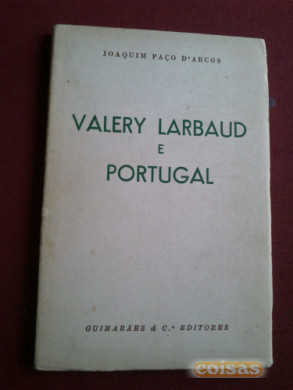 JOAQUIM PAÇO D'ARCOS
VALERY LARBAUD
E
PORTUGAL
GUIMARÃES & C.ª EDITORES
coisas